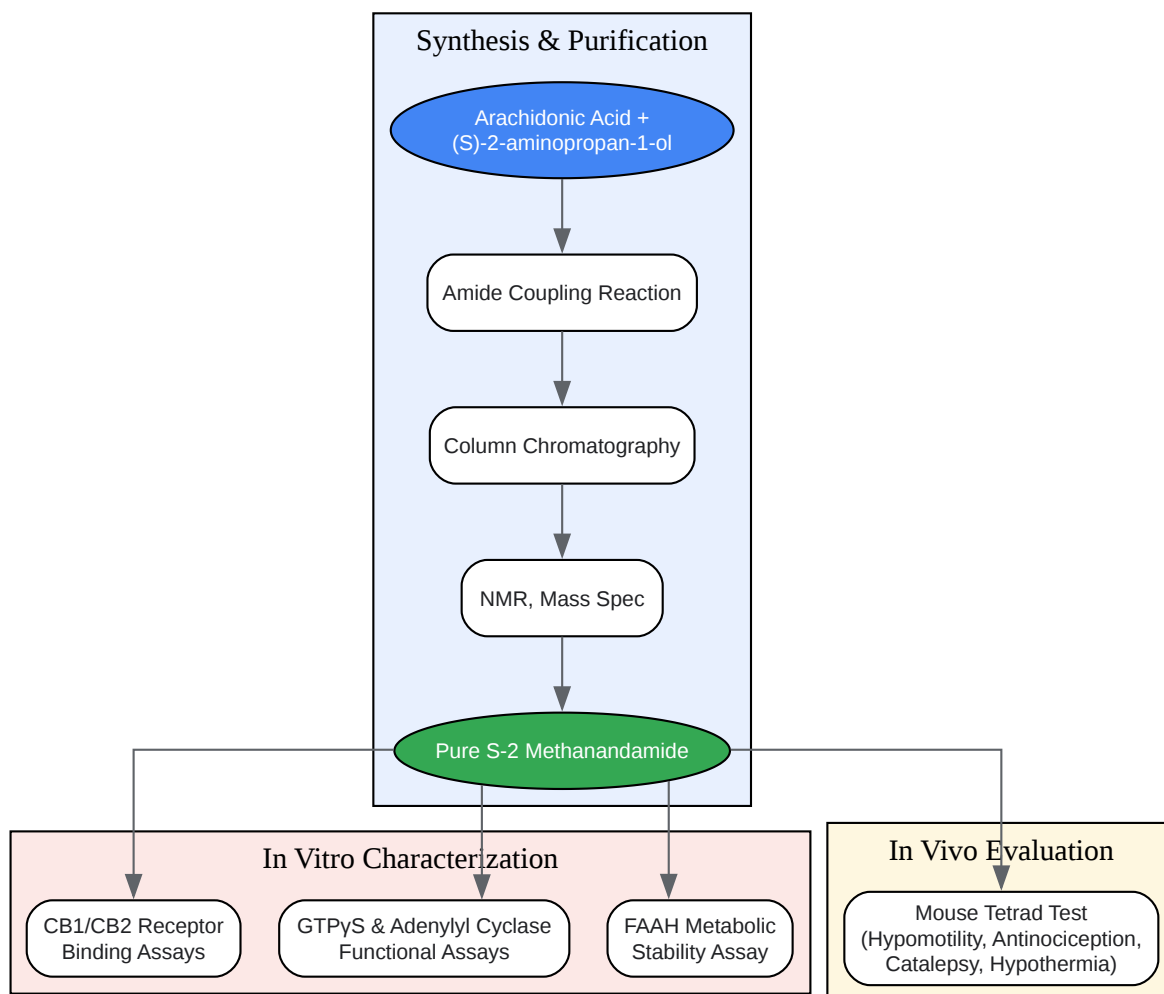 Synthesis & Purification
Arachidonic Acid +
(S)-2-aminopropan-1-ol
Amide Coupling Reaction
Column Chromatography
NMR, Mass Spec
Pure S-2 Methanandamide
In Vitro Characterization
CB1/CB2 Receptor
Binding Assays
GTPγS & Adenylyl Cyclase
Functional Assays
FAAH Metabolic
Stability Assay
In Vivo Evaluation
Mouse Tetrad Test
(Hypomotility, Antinociception,
Catalepsy, Hypothermia)